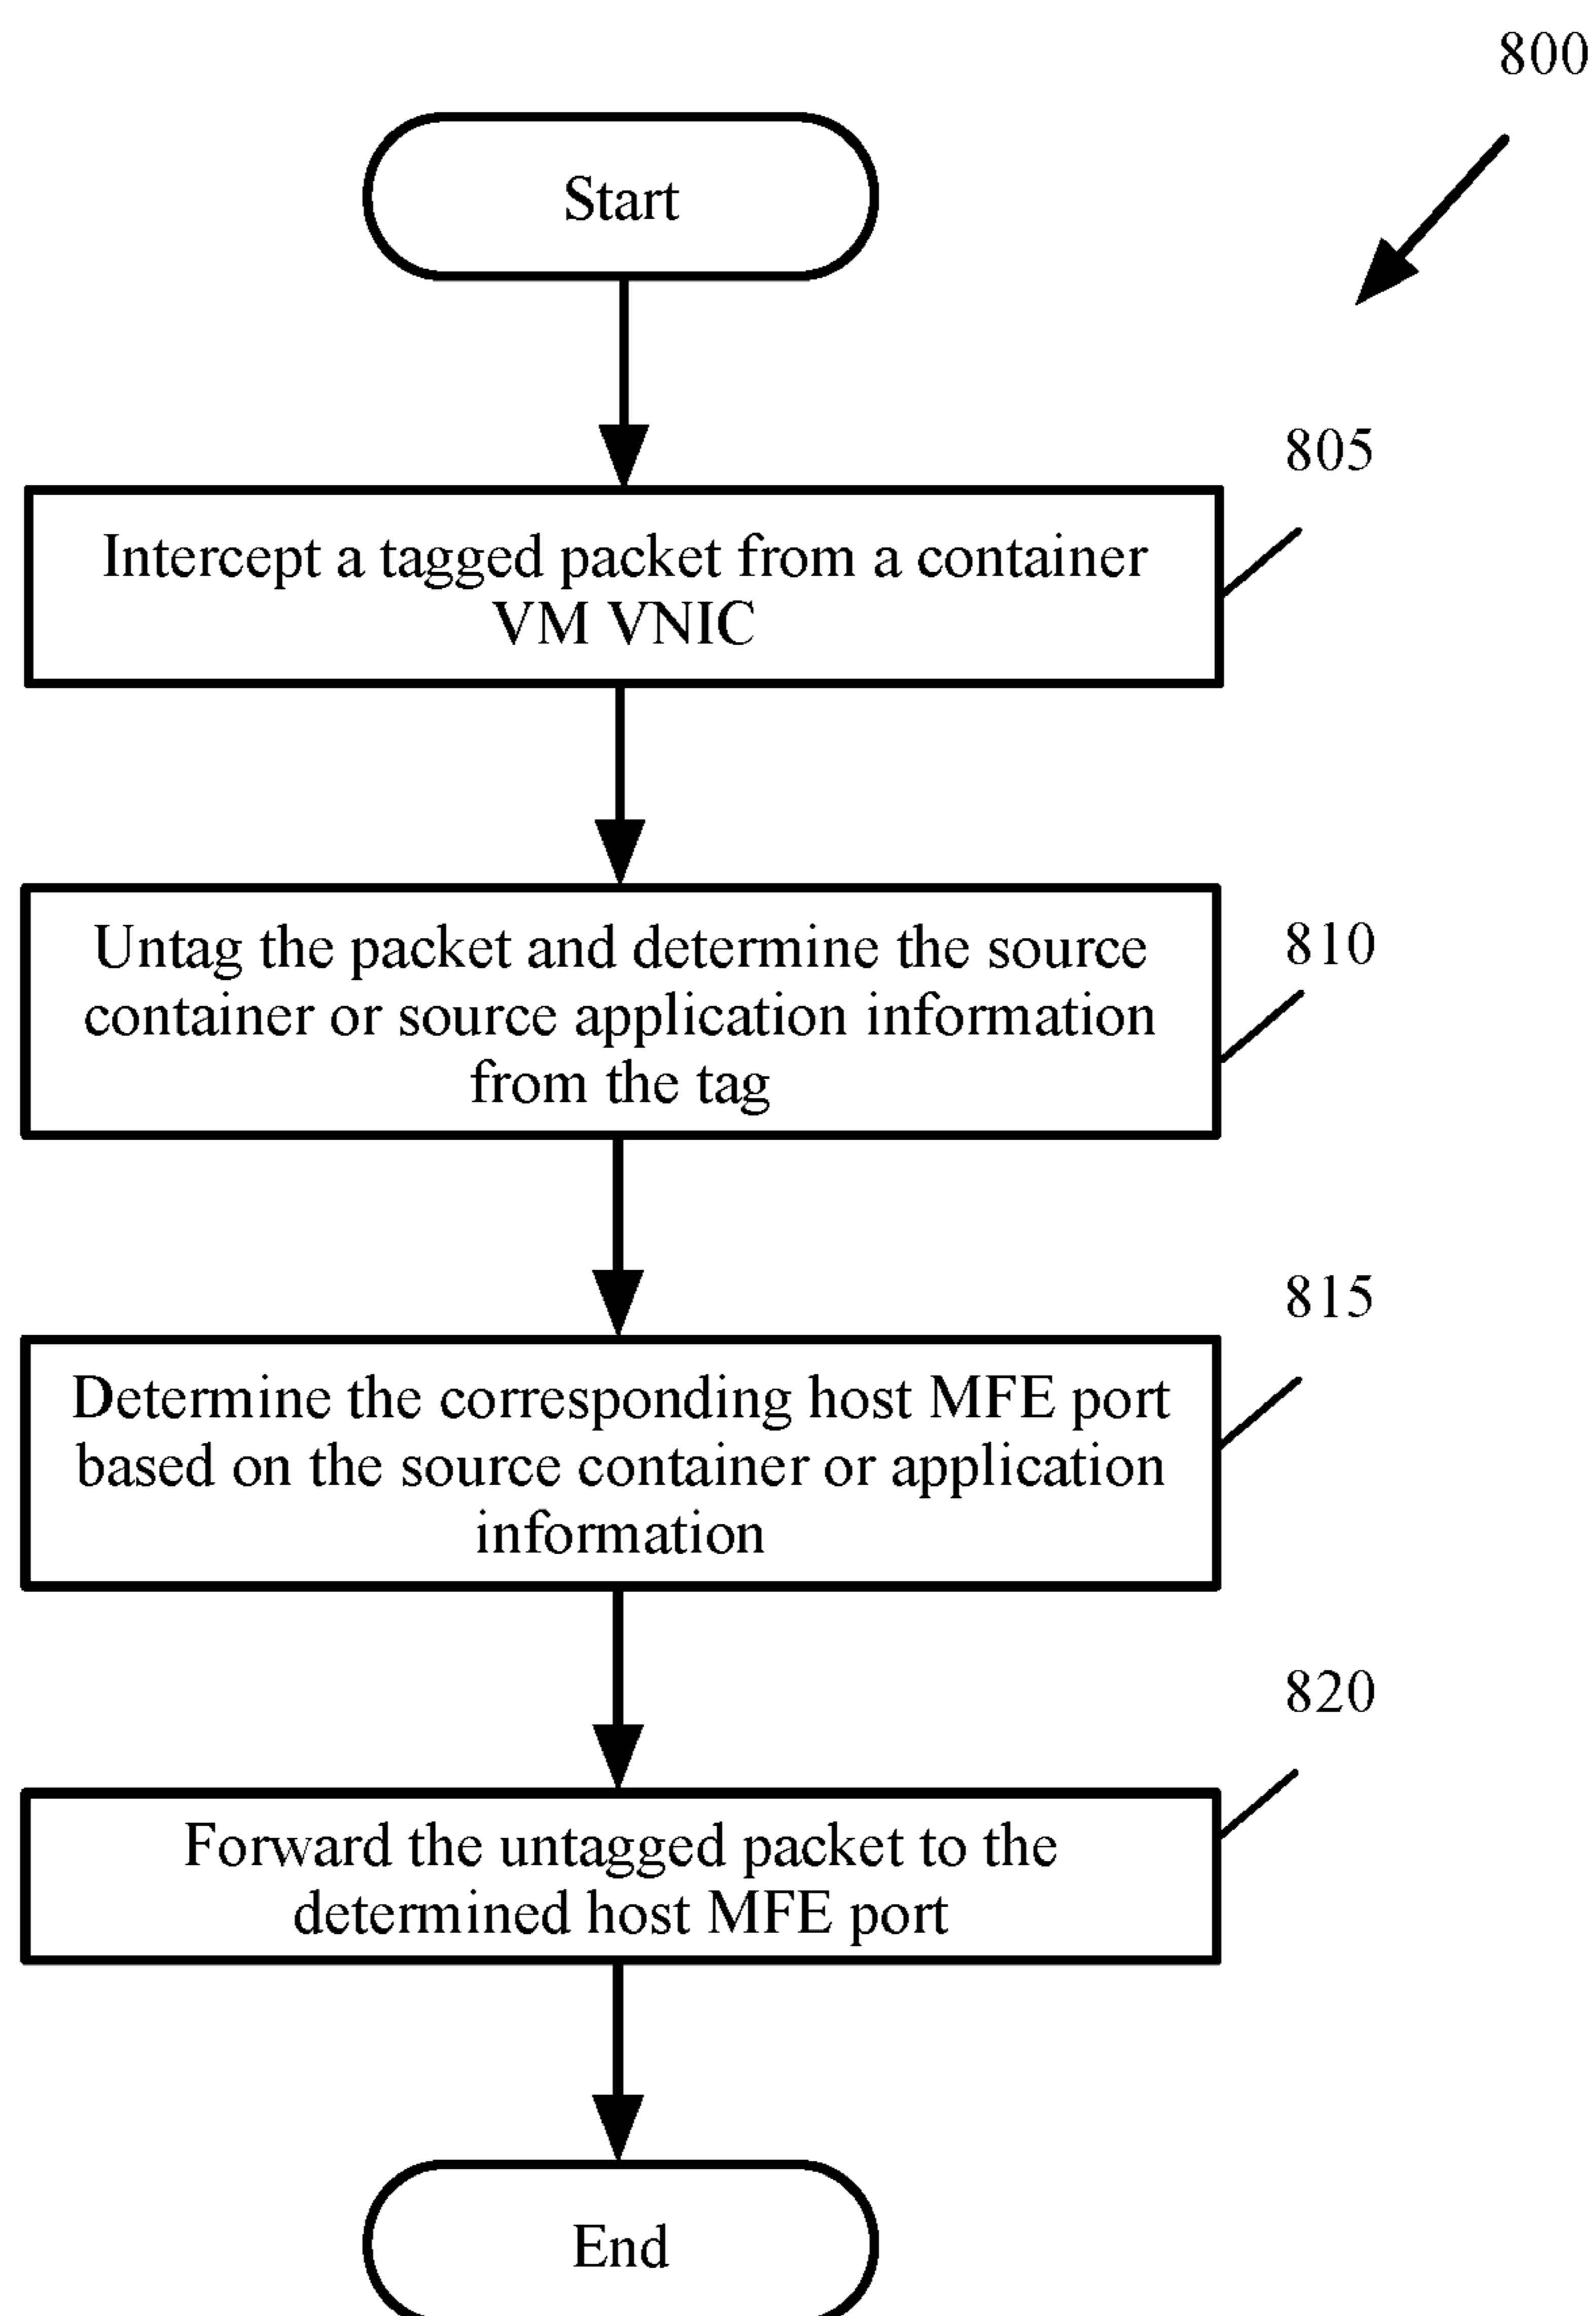 800
Start
805
Intercept a tagged packet from a container
VM VNIC
810
Untag the packet and determine the source
container or source application information
from the tag
815
Determine the corresponding host MFE port
based on the source container or application
information
820
Forward the untagged packet to the
determined host MFE port
End